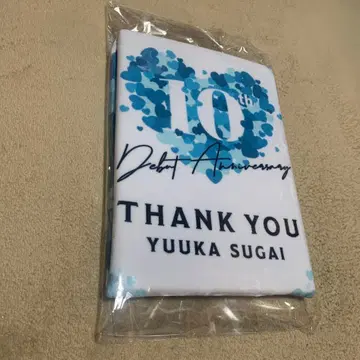 10th
Debut Anniversary
THANK YOU
YUUKA SUGAI